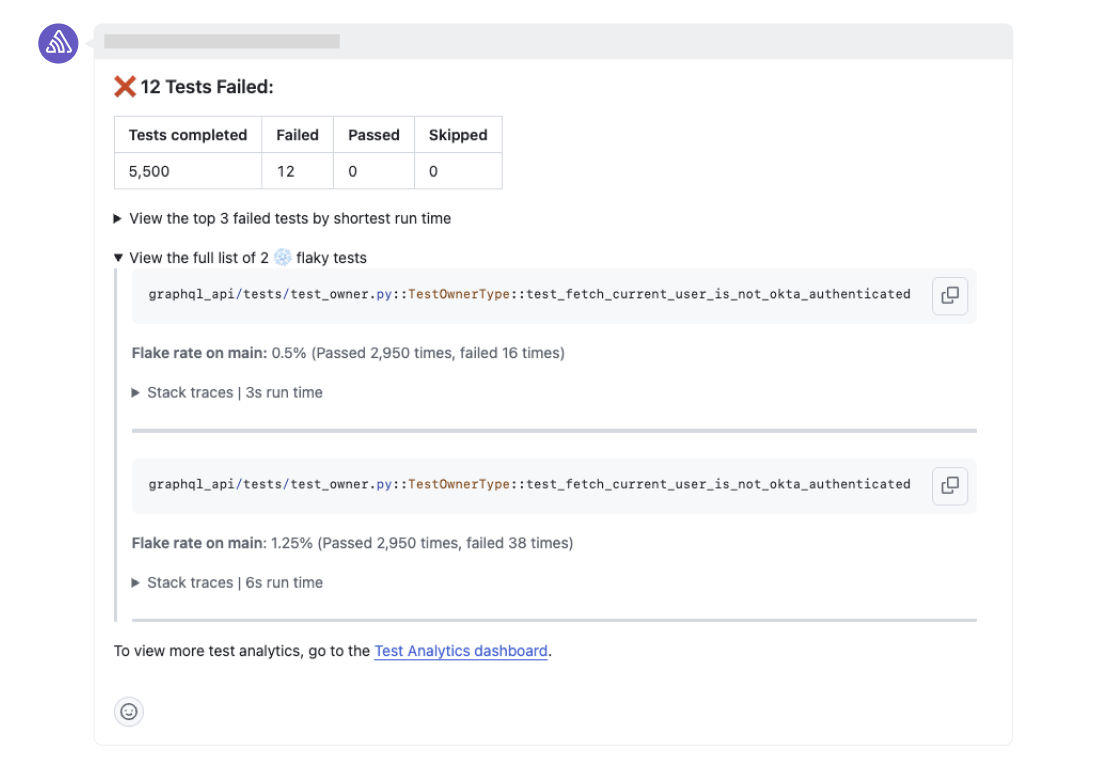 ❌ 12 Tests Failed:
Tests completed Failed Passed Skipped
5,500 12 0 0
▶ View the top 3 failed tests by shortest run time
▼ View the full list of 2 ❄️ flaky tests
graphql_api/tests/test_owner.py::TestOwnerType::test_fetch_current_user_is_not_okta_authenticated
Flake rate on main: 0.5% (Passed 2,950 times, failed 16 times)
▶ Stack traces | 3s run time
graphql_api/tests/test_owner.py::TestOwnerType::test_fetch_current_user_is_not_okta_authenticated
Flake rate on main: 1.25% (Passed 2,950 times, failed 38 times)
▶ Stack traces | 6s run time
To view more test analytics, go to the Test Analytics dashboard.